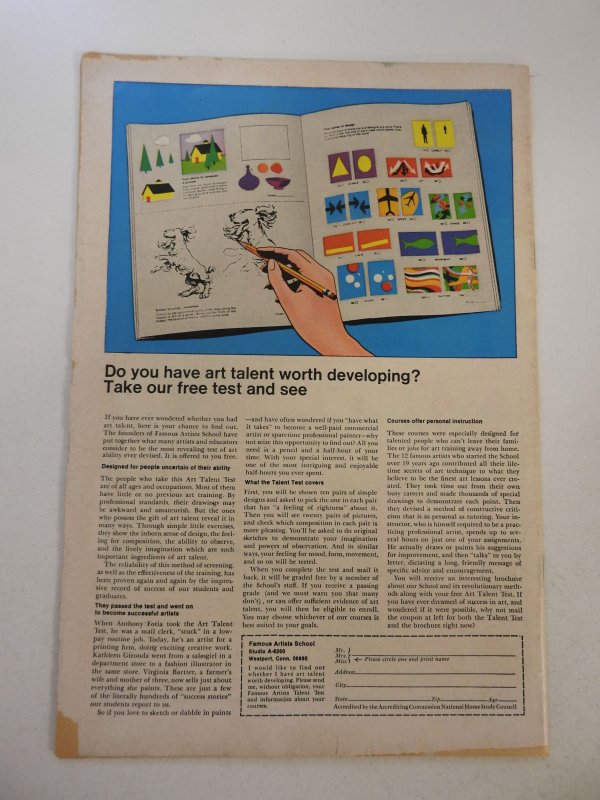 Do you have art talent worth developing?
Take our free test and see
If you have ever wondered whether you had
art talent, here is your chance to find out.
The founders of Famous Artists School have
put together what many artists and educators
consider to be the most revealing test of art
ability ever devised. It is offered to you free.
Designed for people uncertain of their ability
The people who take this Art Talent Test
are of all ages and occupations. Most of them
have little or no previous art training. By
professional standards, their drawings may
be awkward and amateurish. But the ones
who possess the gift of art talent reveal it in
many ways. Through simple little exercises,
they show the inborn sense of design, the feel-
ing for composition, the ability to observe,
and the lively imagination which are such
important ingredients of art talent.
The reliability of this method of screening,
as well as the effectiveness of the training, has
been proven again and again by the impres-
sive record of success of our students and
graduates.
They passed the test and went on
to become successful artists
When Anthony Fotia took the Art Talent
Test, he was a mail clerk, "stuck" in a low-
pay routine job. Today, he's an artist for a
printing firm, doing exciting creative work.
Kathleen Gironda went from a salesgirl in a
department store to a fashion illustrator in
the same store. Virginia Bartter, a farmer's
wife and mother of three, now sells just about
everything she paints. These are just a few
of the literally hundreds of "success stories"
our students report to us.
So if you love to sketch or dabble in paints
—and have often wondered if you "have what
it takes" to become a well-paid commercial
artist or sparetime professional painter—why
not seize this opportunity to find out? All you
need is a pencil and a half-hour of your
time. With your special interest, it will be
one of the most intriguing and enjoyable
half-hours you ever spent.
What the Talent Test covers
First, you will be shown ten pairs of simple
designs and asked to pick the one in each pair
that has "a feeling of rightness" about it.
Then you will see twenty pairs of pictures,
and check which composition in each pair is
more pleasing. You'll be asked to do original
sketches to demonstrate your imagination
and powers of observation. And in similar
ways, your feeling for mood, form, movement,
and so on will be tested.
When you complete the test and mail it
back, it will be graded free by a member of
the School's staff. If you receive a passing
grade (and we must warn you that many
don't), or can offer sufficient evidence of art
talent, you will then be eligible to enroll.
You may choose whichever of our courses is
best suited to your goals.
Courses offer personal instruction
These courses were especially designed for
talented people who can't leave their fami-
lies or jobs for art training away from home.
The 12 famous artists who started the School
over 19 years ago contributed all their life-
time secrets of art technique to what they
believe to be the finest art lessons ever cre-
ated. They took time out from their own
busy careers and made thousands of special
drawings to demonstrate each point. Then
they devised a method of constructive criti-
cism that is as personal as tutoring. Your in-
structor, who is himself required to be a prac-
ticing professional artist, spends up to sev-
eral hours on just one of your assignments.
He actually draws or paints his suggestions
for improvement, and then "talks" to you by
letter, dictating a long, friendly message of
specific advice and encouragement.
You will receive an interesting brochure
about our School and its revolutionary meth-
ods along with your free Art Talent Test. If
you have ever dreamed of success in art, and
wondered if it were possible, why not mail
the coupon at left for both the Talent Test
and the brochure right now?
Famous Artists School
Studio A-6260
Westport, Conn. 06880
I would like to find out
whether I have art talent
worth developing. Please send
me, without obligation, your
Famous Artists Talent Test
and information about your
courses.
Mr.
Mrs.
Miss
Please circle one and print name
Address
City
State Zip Age
Accredited by the Accrediting Commission National Home Study Council